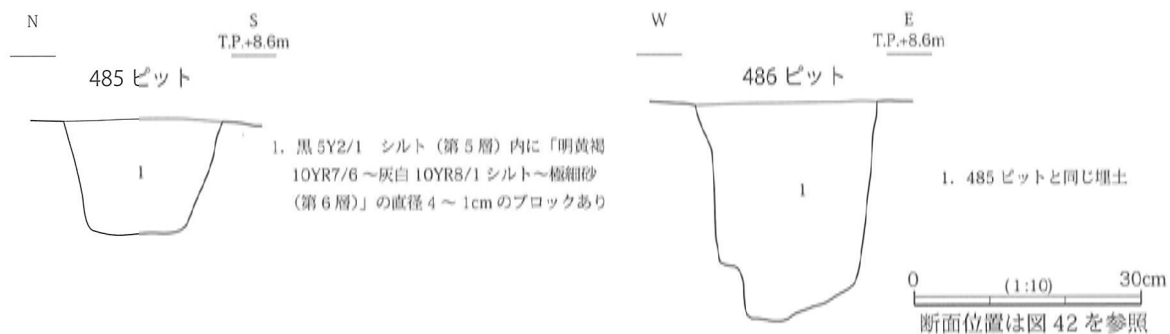 N
S
T.P.+8.6m
485 ピット
1
1. 黒 5Y2/1 シルト（第 5 層）内に「明黄褐
10YR7/6 ～灰白 10YR8/1 シルト～極細砂
（第 6 層）」の直径 4 ～ 1cm のブロックあり
W
E
T.P.+8.6m
486 ピット
1
1. 485 ピットと同じ埋土
0 (1:10) 30cm
断面位置は図 42 を参照